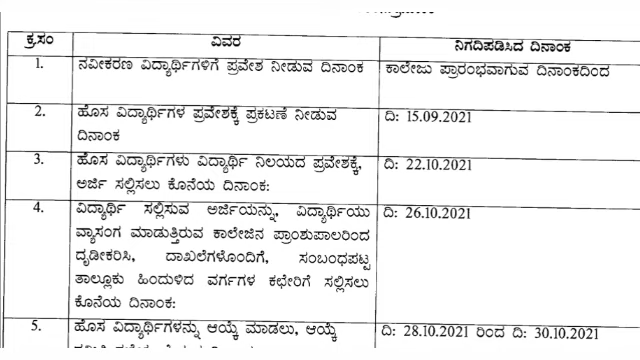 ಕ್ರ.ಸಂ ವಿವರ ನಿಗದಿಪಡಿಸಿದ ದಿನಾಂಕ
1. ನವೀಕರಣ ವಿದ್ಯಾರ್ಥಿಗಳಿಗೆ ಪ್ರವೇಶ ನೀಡುವ ದಿನಾಂಕ ಕಾಲೇಜು ಪ್ರಾರಂಭವಾಗುವ ದಿನಾಂಕದಿಂದ
2. ಹೊಸ ವಿದ್ಯಾರ್ಥಿಗಳ ಪ್ರವೇಶಕ್ಕೆ ಪ್ರಕಟಣೆ ನೀಡುವ ದಿ: 15.09.2021
ದಿನಾಂಕ
3. ಹೊಸ ವಿದ್ಯಾರ್ಥಿಗಳು ವಿದ್ಯಾರ್ಥಿ ನಿಲಯದ ಪ್ರವೇಶಕ್ಕೆ, ದಿ: 22.10.2021
ಅರ್ಜಿ ಸಲ್ಲಿಸಲು ಕೊನೆಯ ದಿನಾಂಕ:
4. ವಿದ್ಯಾರ್ಥಿ ಸಲ್ಲಿಸುವ ಅರ್ಜಿಯನ್ನು, ವಿದ್ಯಾರ್ಥಿಯು ದಿ: 26.10.2021
ವ್ಯಾಸಂಗ ಮಾಡುತ್ತಿರುವ ಕಾಲೇಜಿನ ಪ್ರಾಂಶುಪಾಲರಿಂದ
ದೃಡೀಕರಿಸಿ, ದಾಖಲೆಗಳೊಂದಿಗೆ, ಸಂಬಂಧಪಟ್ಟ
ತಾಲ್ಲೂಕು ಹಿಂದುಳಿದ ವರ್ಗಗಳ ಕಛೇರಿಗೆ ಸಲ್ಲಿಸಲು
ಕೊನೆಯ ದಿನಾಂಕ:
5. ಹೊಸ ವಿದ್ಯಾರ್ಥಿಗಳನ್ನು ಆಯ್ಕೆ ಮಾಡಲು, ಆಯ್ಕೆ ದಿ: 28.10.2021 ರಿಂದ ದಿ: 30.10.2021